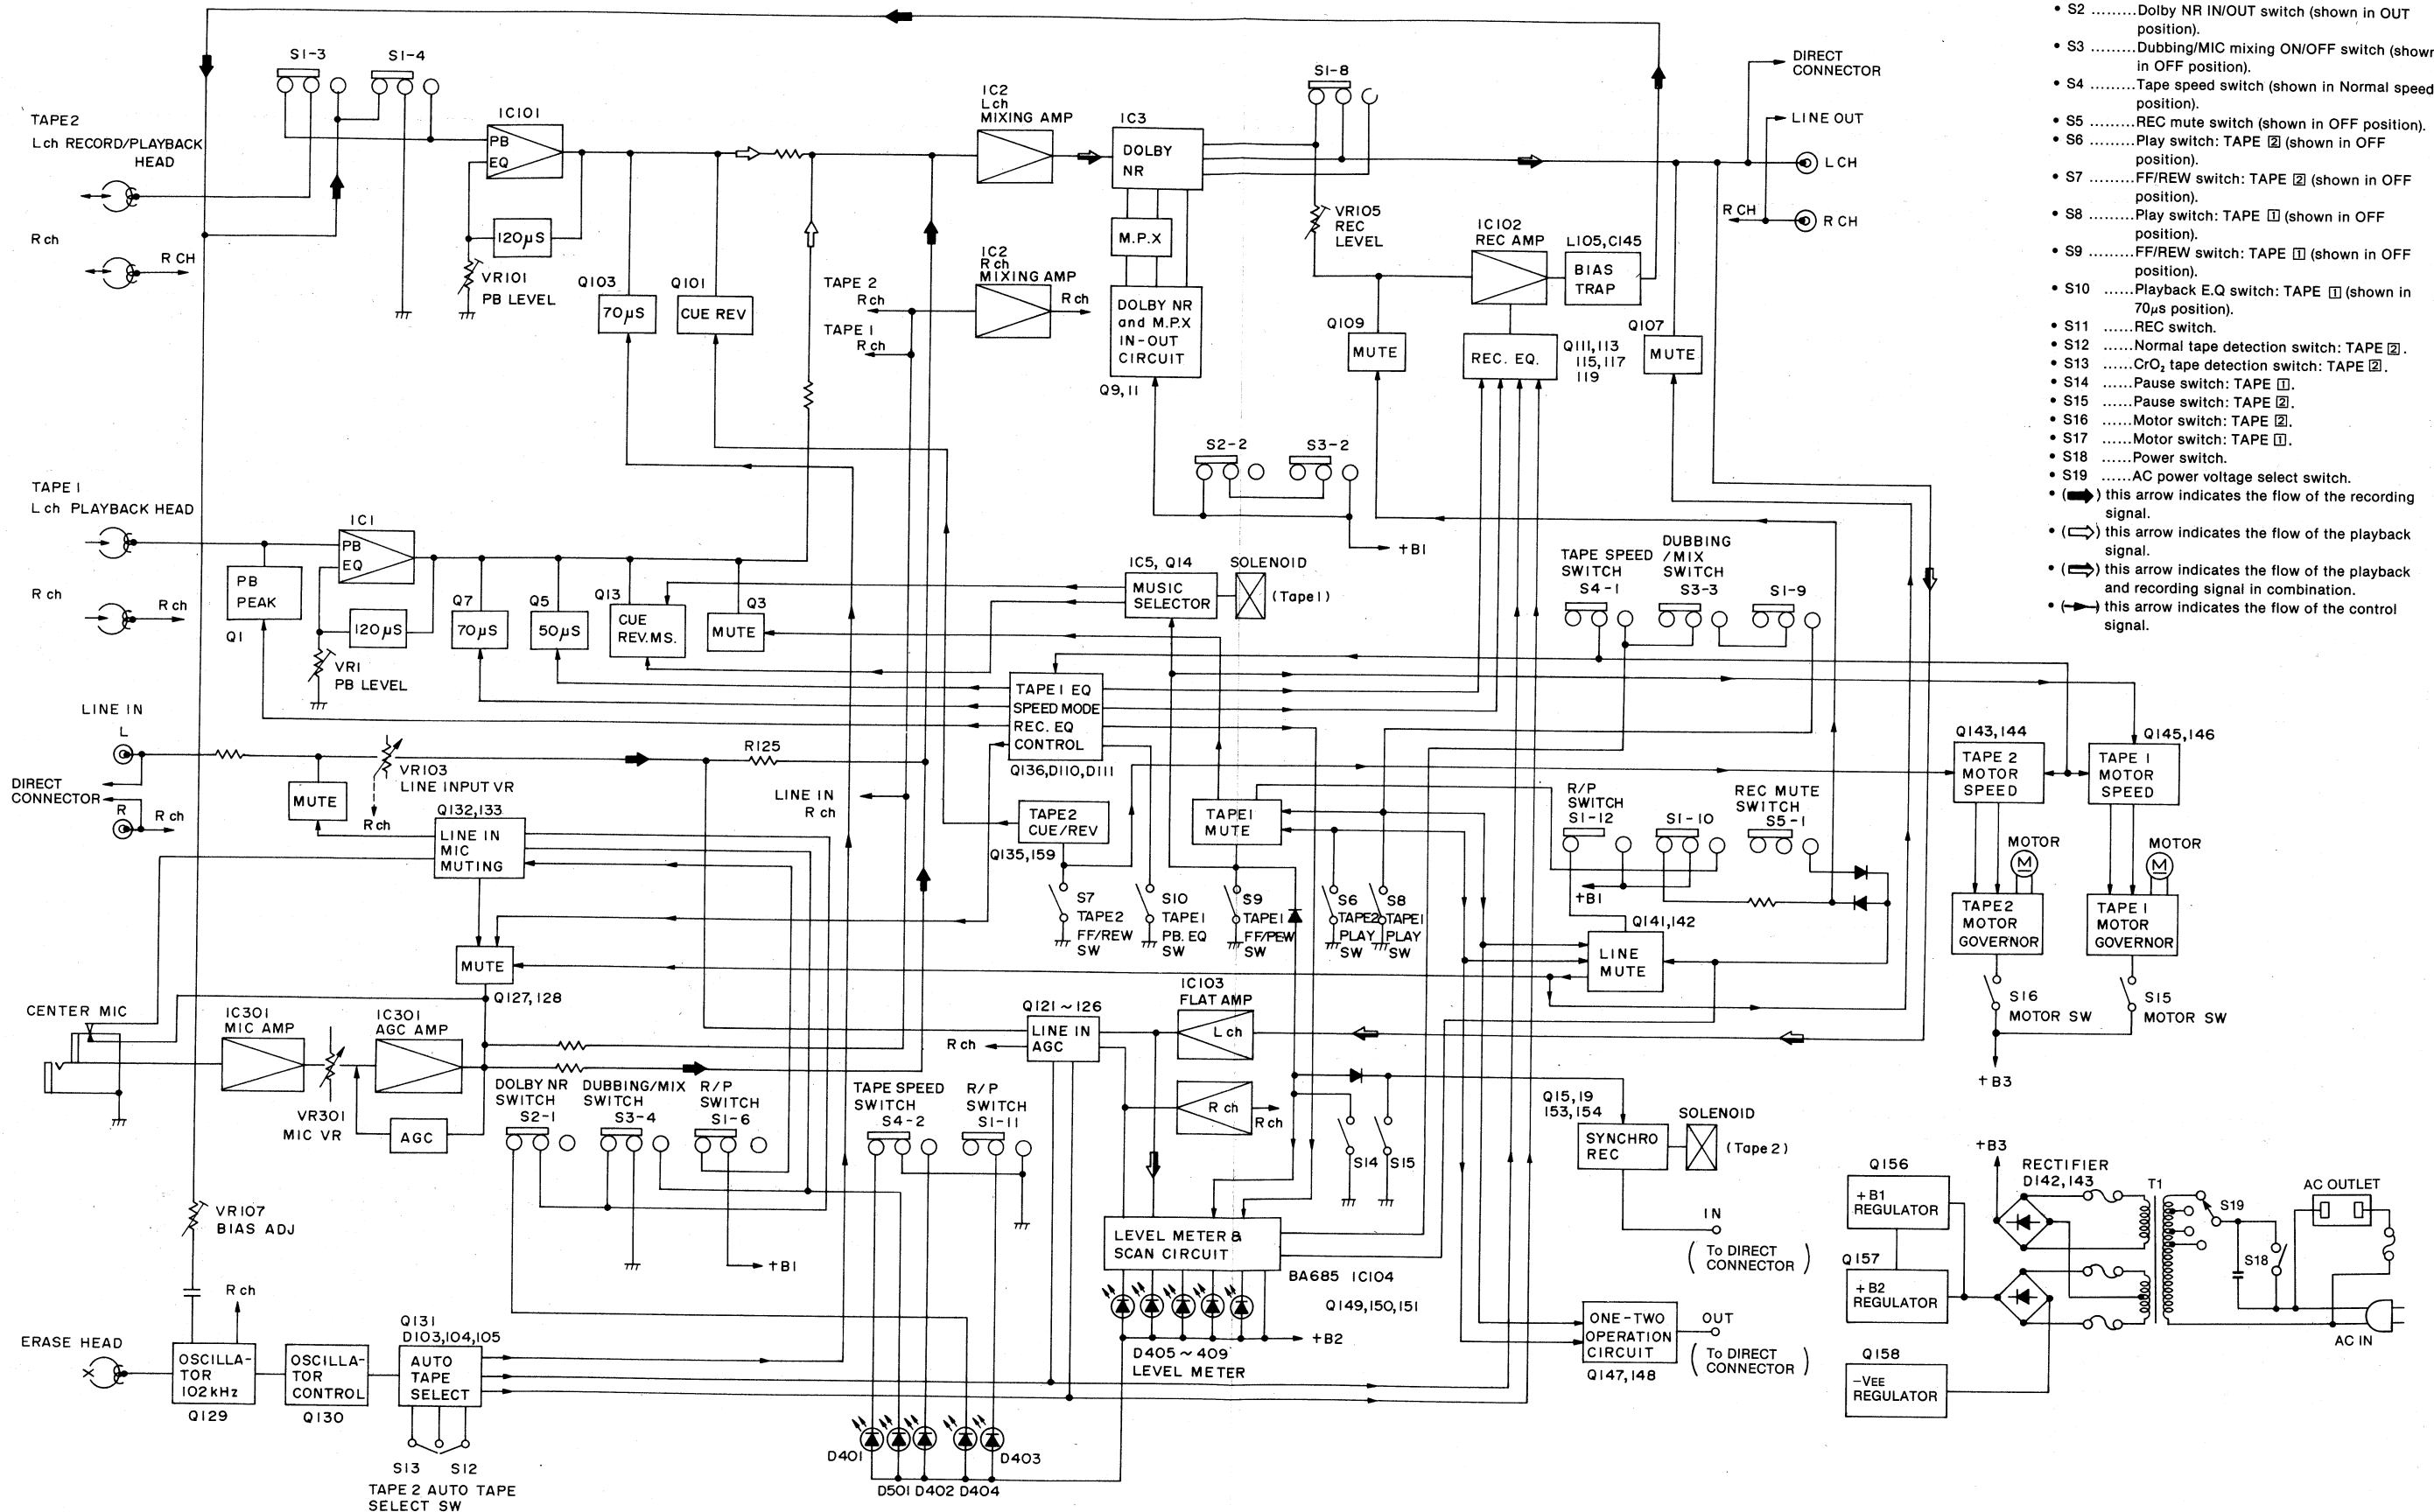 • S2 .........Dolby NR IN/OUT switch (shown in OUT
position).
• S3 .........Dubbing/MIC mixing ON/OFF switch (shown
in OFF position).
• S4 .........Tape speed switch (shown in Normal speed
position).
• S5 .........REC mute switch (shown in OFF position).
• S6 .........Play switch: TAPE 2 (shown in OFF
position).
• S7 .........FF/REW switch: TAPE 2 (shown in OFF
position).
• S8 .........Play switch: TAPE 1 (shown in OFF
position).
• S9 .........FF/REW switch: TAPE 1 (shown in OFF
position).
• S10 ......Playback E.Q switch: TAPE 1 (shown in
70μs position).
• S11 ......REC switch.
• S12 ......Normal tape detection switch: TAPE 2.
• S13 ......CrO₂ tape detection switch: TAPE 2.
• S14 ......Pause switch: TAPE 1.
• S15 ......Pause switch: TAPE 2.
• S16 ......Motor switch: TAPE 2.
• S17 ......Motor switch: TAPE 1.
• S18 ......Power switch.
• S19 ......AC power voltage select switch.
• ( ) this arrow indicates the flow of the recording
signal.
• ( ) this arrow indicates the flow of the playback
signal.
• ( ) this arrow indicates the flow of the playback
and recording signal in combination.
• ( ) this arrow indicates the flow of the control
signal.
TAPE2
L ch RECORD/PLAYBACK
HEAD
R ch
R CH
S1-3
S1-4
IC101
PB
EQ
120μS
VR101
PB LEVEL
Q103
70μS
Q101
CUE REV
IC2
L ch
MIXING AMP
IC2
R ch
MIXING AMP
R ch
TAPE 2
R ch
TAPE 1
R ch
IC3
DOLBY
NR
M.P.X
DOLBY NR
and M.P.X
IN-OUT
CIRCUIT
Q9,11
S1-8
VR105
REC
LEVEL
IC102
REC AMP
L105,C145
BIAS
TRAP
Q109
MUTE
REC. EQ.
Q111,113
115,117
119
Q107
MUTE
DIRECT
CONNECTOR
LINE OUT
L CH
R CH
R CH
S2-2
S3-2
+B1
TAPE 1
L ch PLAYBACK HEAD
R ch
R ch
IC1
PB
EQ
PB
PEAK
Q1
120μS
VR1
PB LEVEL
Q7
70μS
Q5
50μS
Q13
CUE
REV.MS.
Q3
MUTE
IC5, Q14
MUSIC
SELECTOR
SOLENOID
(Tape1)
TAPE SPEED
SWITCH
S4-1
DUBBING
/MIX
SWITCH
S3-3
S1-9
TAPE 1 EQ
SPEED MODE
REC. EQ
CONTROL
Q136,D110,D111
LINE IN
L
DIRECT
CONNECTOR
R
R ch
MUTE
VR103
LINE INPUT VR
R ch
R125
LINE IN
R ch
Q132,133
LINE IN
MIC
MUTING
MUTE
Q127,128
TAPE2
CUE/REV
Q135,159
TAPE1
MUTE
S7
TAPE2
FF/REW
SW
S10
TAPE1
PB. EQ
SW
S9
TAPE1
FF/REW
SW
S6
TAPE2
PLAY
SW
S8
TAPE1
PLAY
SW
R/P
SWITCH
S1-12
S1-10
REC MUTE
SWITCH
S5-1
+B1
Q141,142
LINE
MUTE
Q143,144
TAPE 2
MOTOR
SPEED
Q145,146
TAPE 1
MOTOR
SPEED
MOTOR
M
MOTOR
M
TAPE2
MOTOR
GOVERNOR
TAPE 1
MOTOR
GOVERNOR
S16
MOTOR SW
S15
MOTOR SW
+B3
CENTER MIC
IC301
MIC AMP
VR301
MIC VR
IC301
AGC AMP
AGC
Q121~126
LINE IN
AGC
R ch
IC103
FLAT AMP
L ch
R ch
R ch
DOLBY NR
SWITCH
S2-1
DUBBING/MIX
SWITCH
S3-4
R/P
SWITCH
S1-6
+B1
TAPE SPEED
SWITCH
S4-2
R/P
SWITCH
S1-11
S14
S15
Q15,19
153,154
SYNCHRO
REC
SOLENOID
(Tape 2)
IN
(To DIRECT
CONNECTOR)
LEVEL METER &
SCAN CIRCUIT
BA685 IC104
Q149,150,151
+B2
D405~409
LEVEL METER
ONE-TWO
OPERATION
CIRCUIT
Q147,148
OUT
(To DIRECT
CONNECTOR)
VR107
BIAS ADJ
R ch
ERASE HEAD
OSCILLA-
TOR
102kHz
Q129
OSCILLA-
TOR
CONTROL
Q130
Q131
D103,104,105
AUTO
TAPE
SELECT
S13
S12
TAPE 2 AUTO TAPE
SELECT SW
D401
D403
D501 D402 D404
Q156
+B1
REGULATOR
Q157
+B2
REGULATOR
Q158
-VEE
REGULATOR
+B3
RECTIFIER
D142,143
T1
S19
S18
AC OUTLET
AC IN